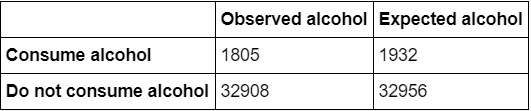 Observed alcohol Expected alcohol
Consume alcohol 1805 1932
Do not consume alcohol 32908 32956